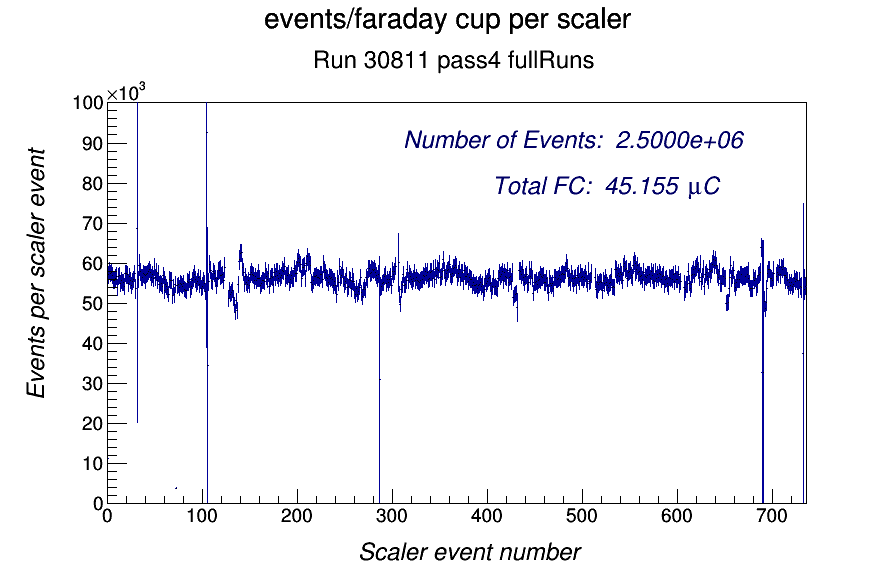 events/faraday cup per scaler
Run 30811 pass4 fullRuns
×10³
100
90
80
70
60
50
40
30
20
10
0
Events per scaler event
Number of Events: 2.5000e+06
Total FC: 45.155 μC
0 100 200 300 400 500 600 700
Scaler event number